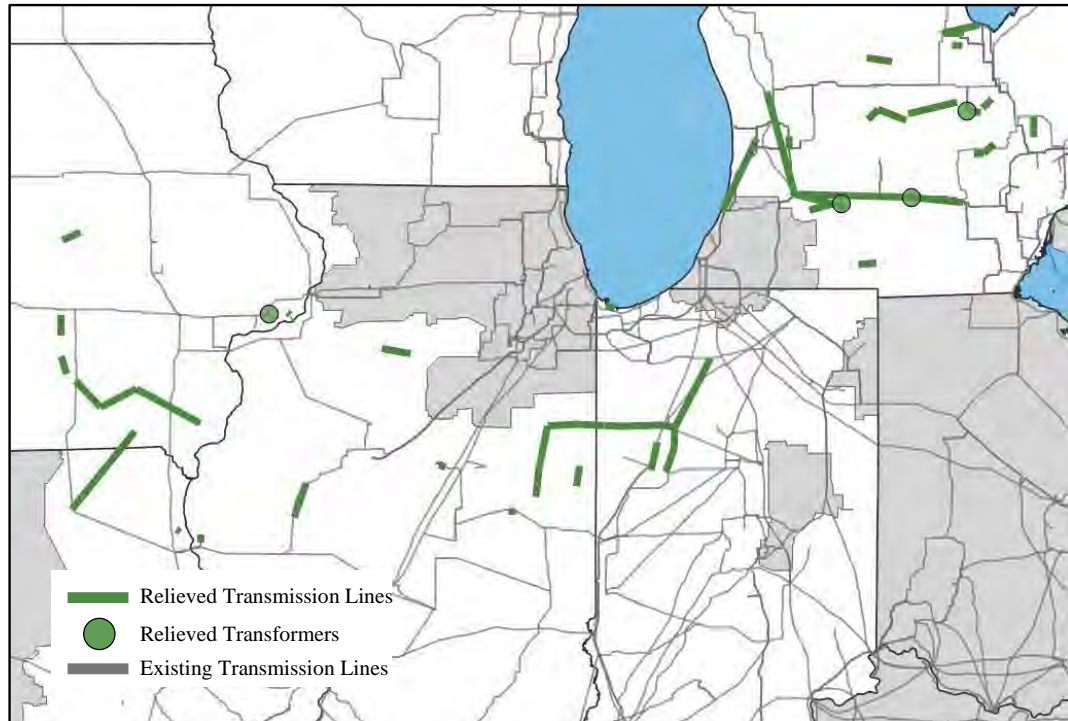 Relieved Transmission Lines
Relieved Transformers
Existing Transmission Lines